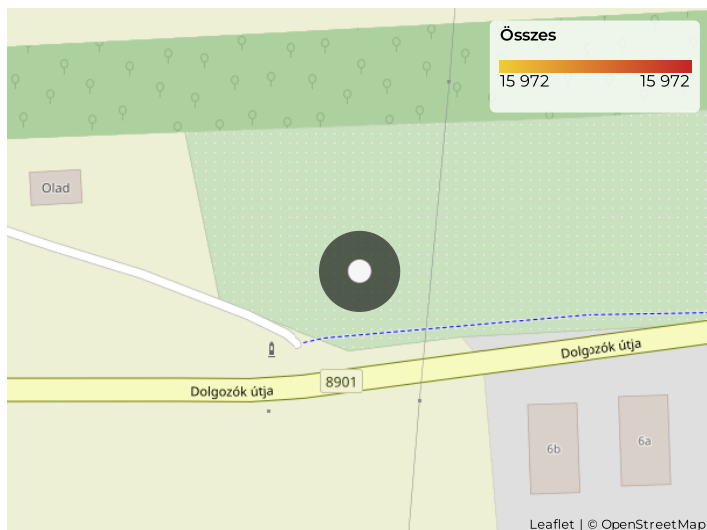 Összes
15 972 15 972
Olad
Dolgozók útja
8901
Dolgozók útja
6b
6a
Leaflet | © OpenStreetMap